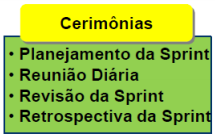 Cerimônias
• Planejamento da Sprint
• Reunião Diária
• Revisão da Sprint
• Retrospectiva da Sprint